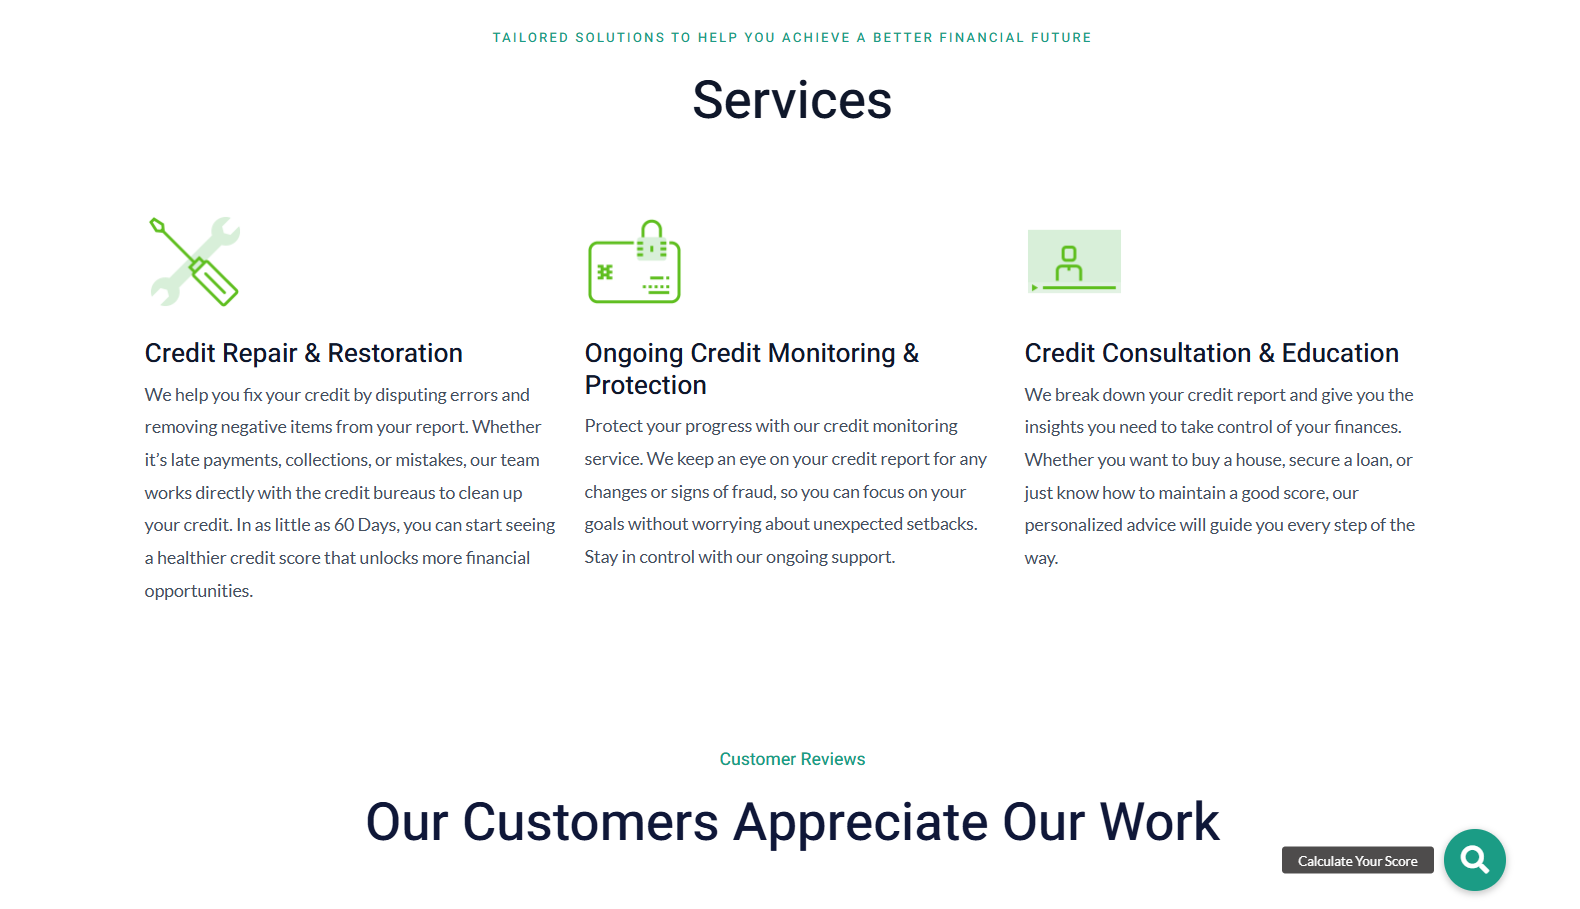 TAILORED SOLUTIONS TO HELP YOU ACHIEVE A BETTER FINANCIAL FUTURE
Services
Credit Repair & Restoration
We help you fix your credit by disputing errors and
removing negative items from your report. Whether
it’s late payments, collections, or mistakes, our team
works directly with the credit bureaus to clean up
your credit. In as little as 60 Days, you can start seeing
a healthier credit score that unlocks more financial
opportunities.
Ongoing Credit Monitoring &
Protection
Protect your progress with our credit monitoring
service. We keep an eye on your credit report for any
changes or signs of fraud, so you can focus on your
goals without worrying about unexpected setbacks.
Stay in control with our ongoing support.
Credit Consultation & Education
We break down your credit report and give you the
insights you need to take control of your finances.
Whether you want to buy a house, secure a loan, or
just know how to maintain a good score, our
personalized advice will guide you every step of the
way.
Customer Reviews
Our Customers Appreciate Our Work
Calculate Your Score